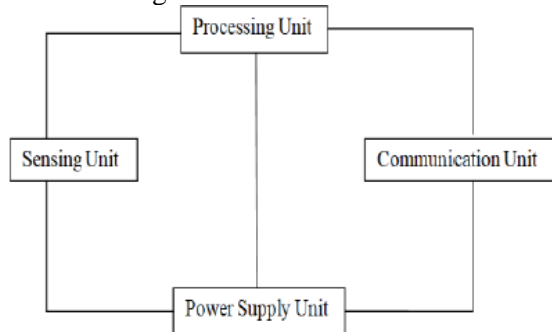 Processing Unit
Sensing Unit
Communication Unit
Power Supply Unit